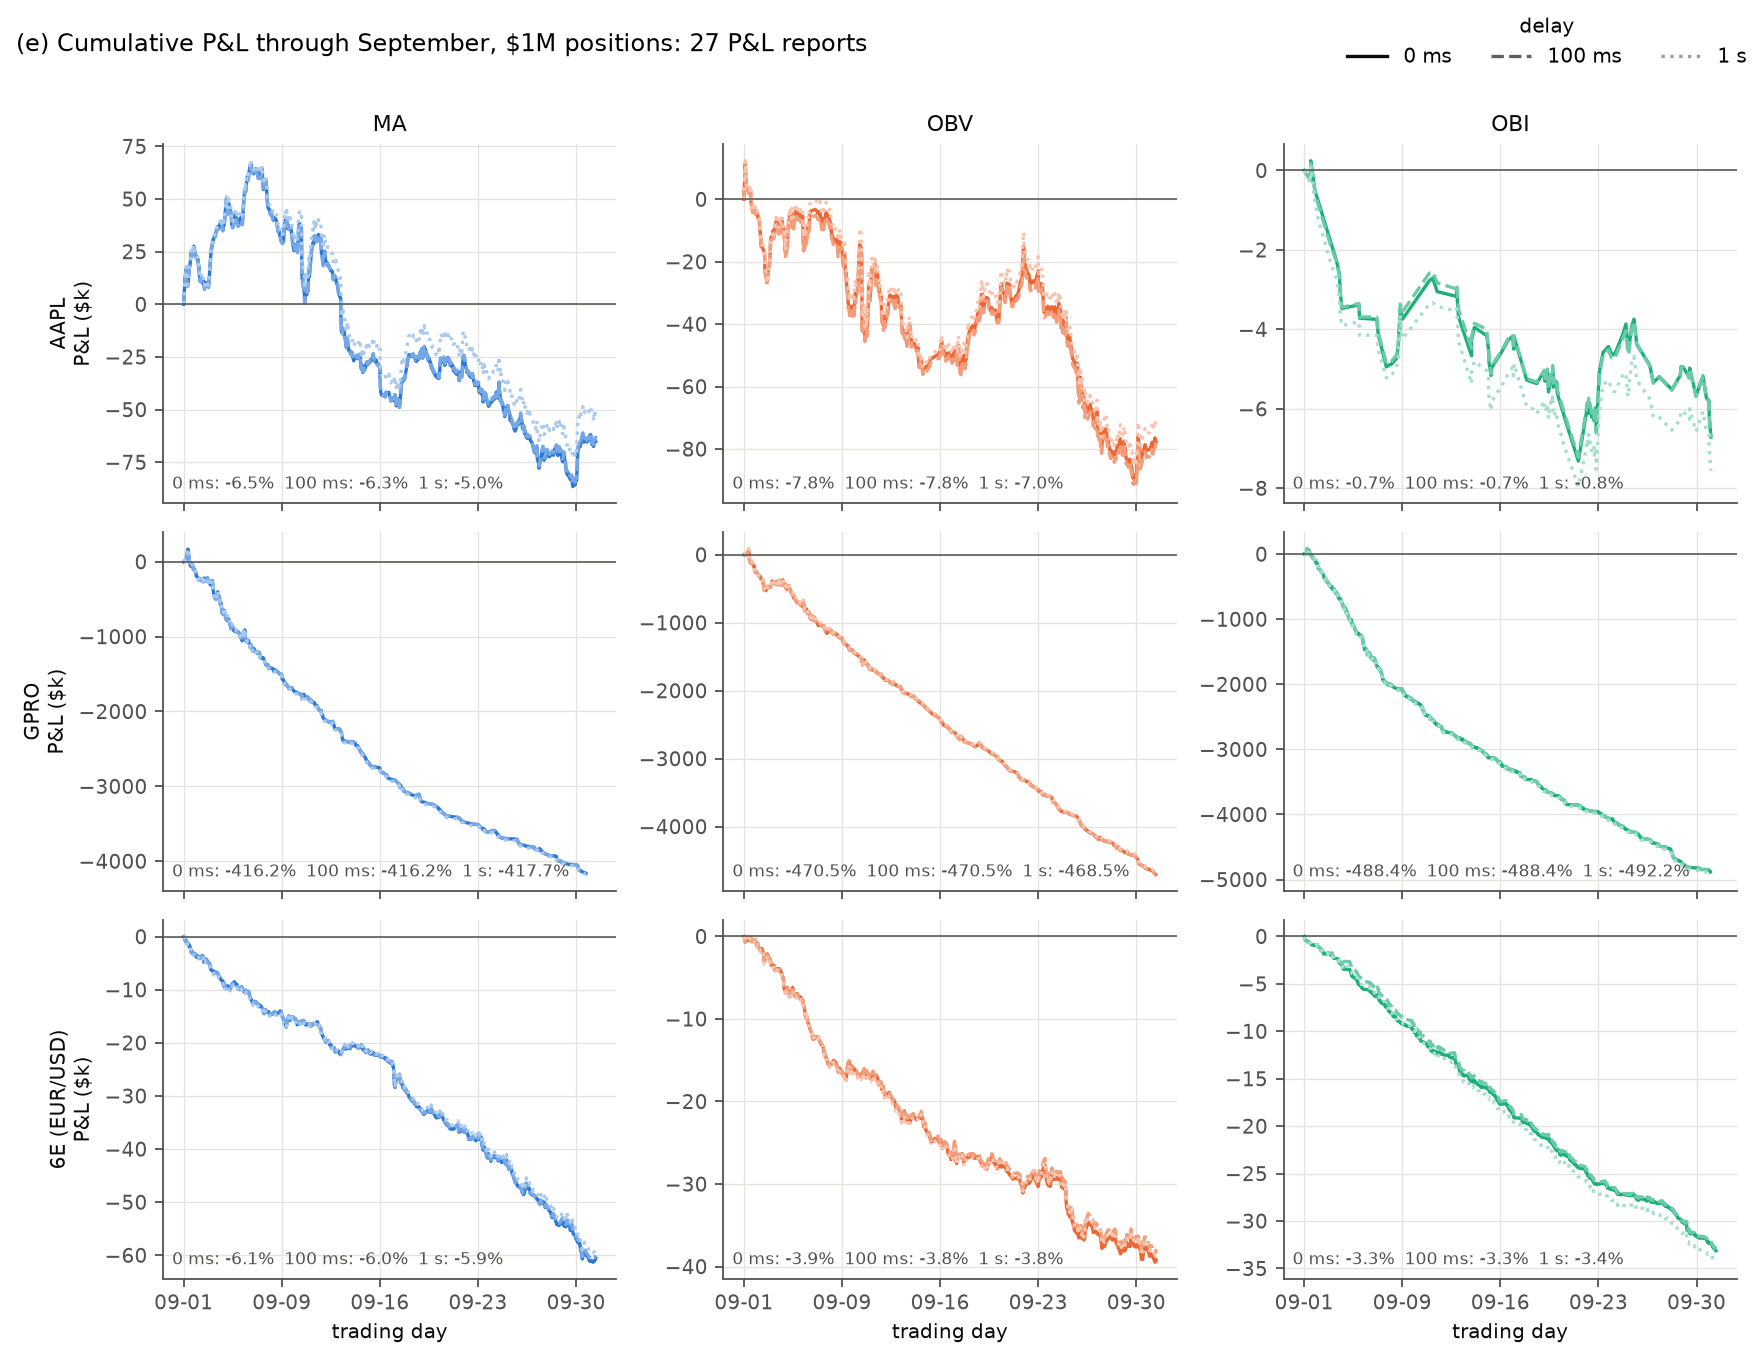 (e) Cumulative P&L through September, $1M positions: 27 P&L reports
delay
0 ms 100 ms 1 s
MA OBV OBI
AAPL
P&L ($k)
75
50
25
0
−25
−50
−75
0 ms: -6.5% 100 ms: -6.3% 1 s: -5.0%
0
−20
−40
−60
−80
0 ms: -7.8% 100 ms: -7.8% 1 s: -7.0%
0
−2
−4
−6
−8
0 ms: -0.7% 100 ms: -0.7% 1 s: -0.8%
GPRO
P&L ($k)
0
−1000
−2000
−3000
−4000
0 ms: -416.2% 100 ms: -416.2% 1 s: -417.7%
0
−1000
−2000
−3000
−4000
0 ms: -470.5% 100 ms: -470.5% 1 s: -468.5%
0
−1000
−2000
−3000
−4000
−5000
0 ms: -488.4% 100 ms: -488.4% 1 s: -492.2%
6E (EUR/USD)
P&L ($k)
0
−10
−20
−30
−40
−50
−60
0 ms: -6.1% 100 ms: -6.0% 1 s: -5.9%
0
−10
−20
−30
−40
0 ms: -3.9% 100 ms: -3.8% 1 s: -3.8%
0
−5
−10
−15
−20
−25
−30
−35
0 ms: -3.3% 100 ms: -3.3% 1 s: -3.4%
09-01 09-09 09-16 09-23 09-30
09-01 09-09 09-16 09-23 09-30
09-01 09-09 09-16 09-23 09-30
trading day trading day trading day